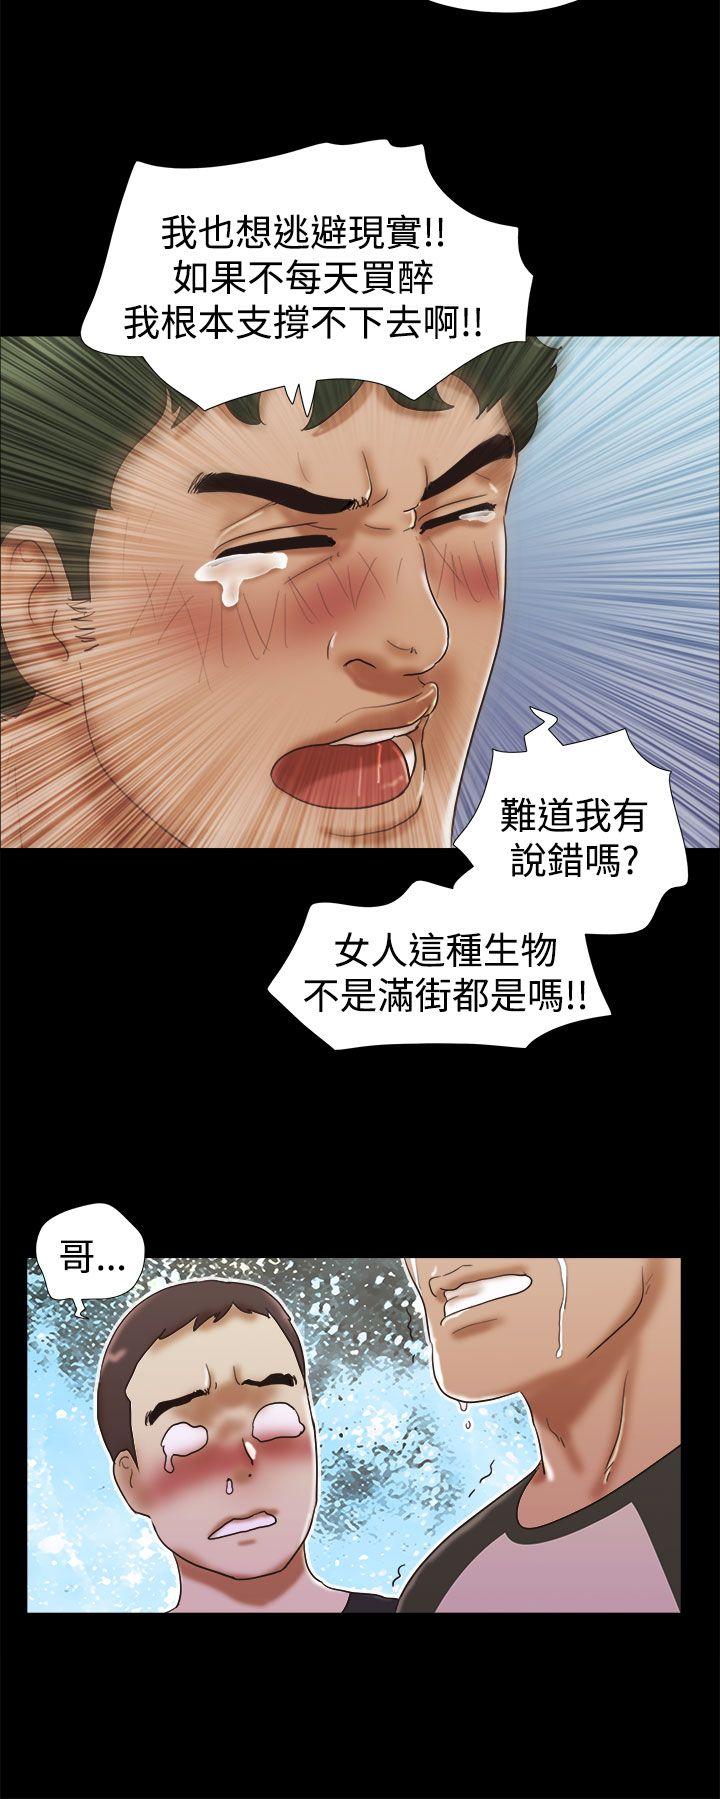 我也想逃避現實!!
如果不每天買醉
我根本支撐不下去啊!!
難道我有
說錯嗎?
女人這種生物
不是滿街都是嗎!!
哥...